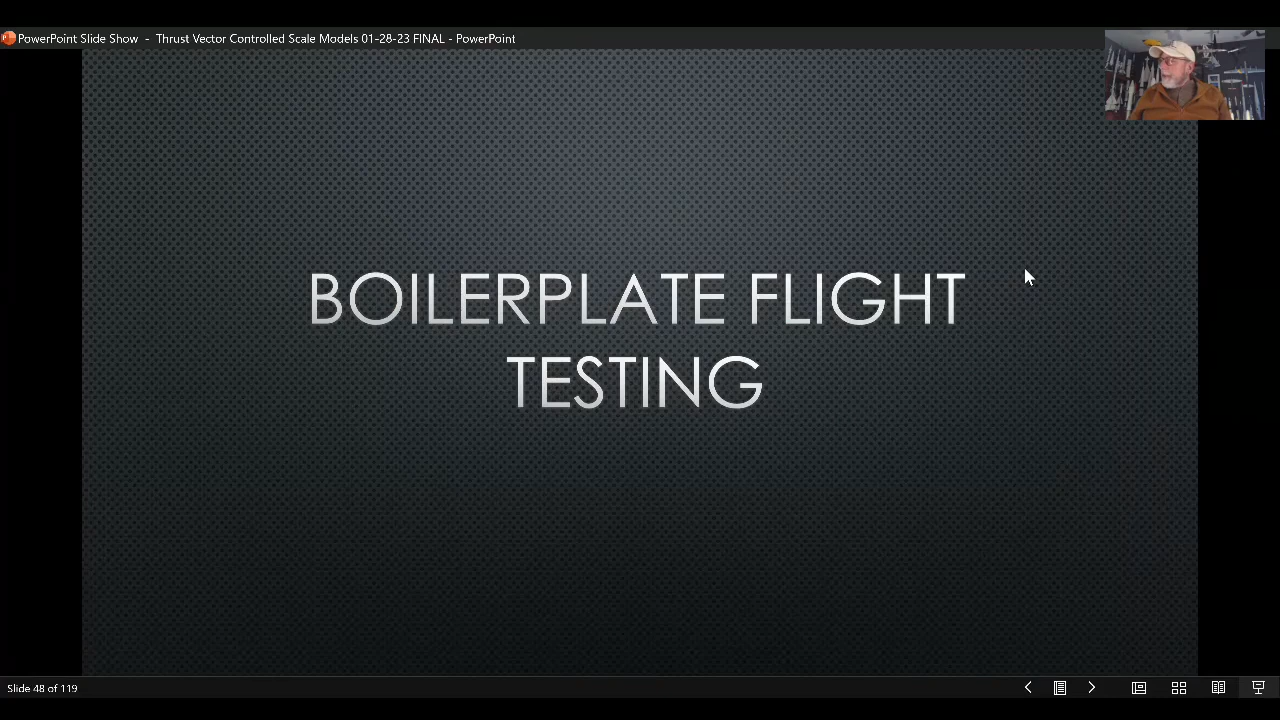 PowerPoint Slide Show - Thrust Vector Controlled Scale Models 01-28-23 FINAL - PowerPoint
BOILERPLATE FLIGHT
TESTING
Slide 48 of 119